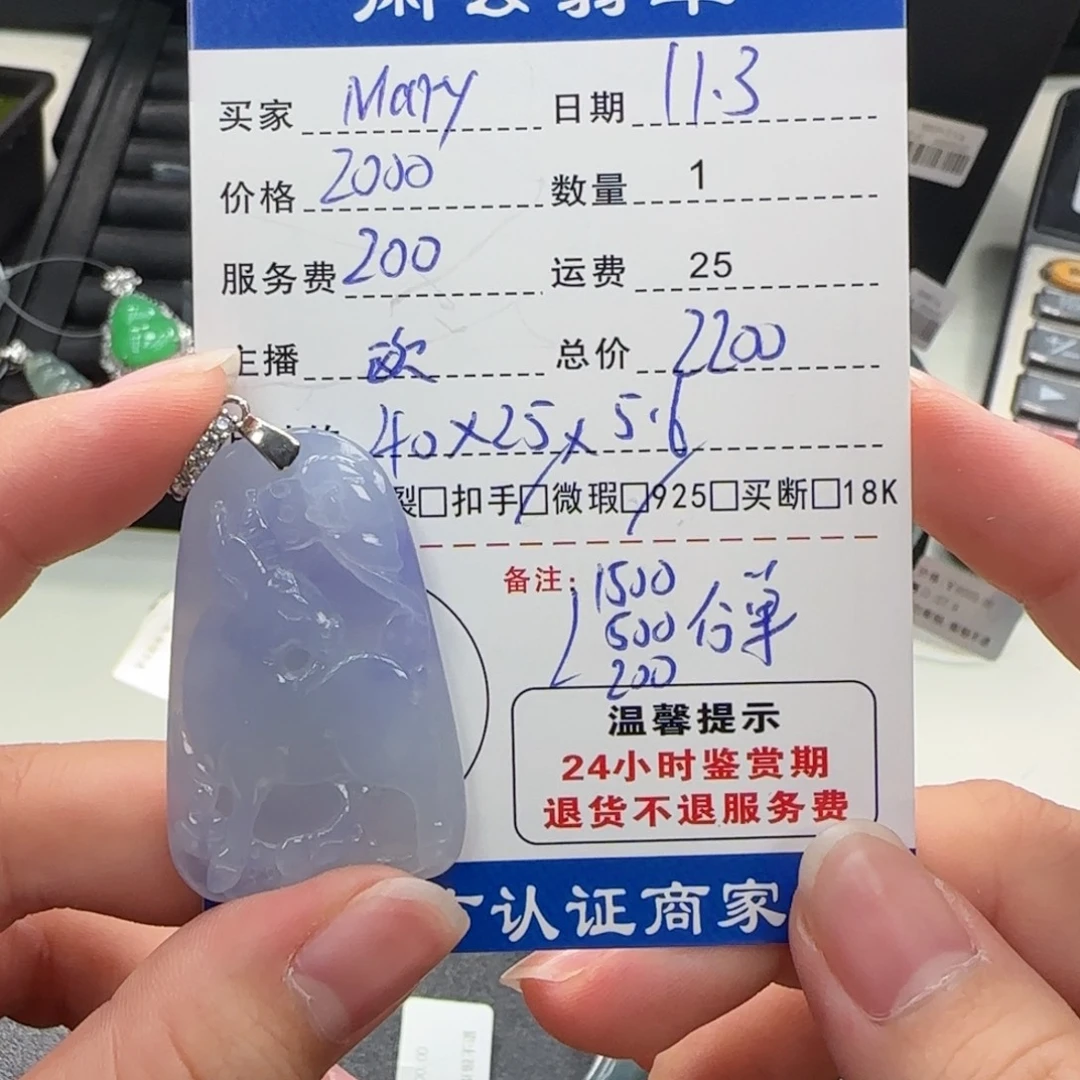 买家 Mary 日期 11.3
价格 2000 数量 1
服务费 200 运费 25
主播 欧 总价 2200
40×25×5.6
裂□扣手□微瑕□925□买断□18K
备注: 1500
500 分单
200
温馨提示
24小时鉴赏期
退货不退服务费
方认证商家